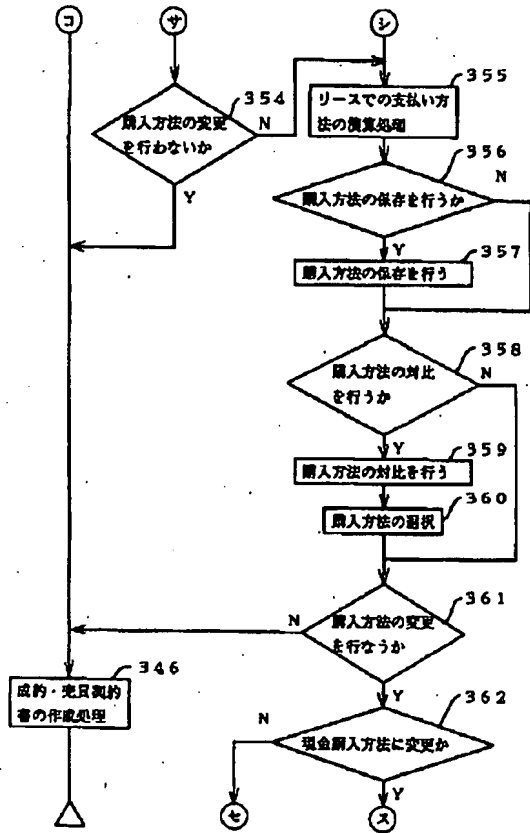 コ
サ
シ
354
購入方法の変更
を行わないか
N
Y
355
リースでの支払い方
法の演算処理
356
購入方法の保存を行うか
N
Y
357
購入方法の保存を行う
358
購入方法の対比
を行うか
N
Y
359
購入方法の対比を行う
360
購入方法の選択
361
購入方法の変更
を行なうか
N
Y
346
成約・売買契約
書の作成処理
362
現金購入方法に変更か
N
Y
セ
ス